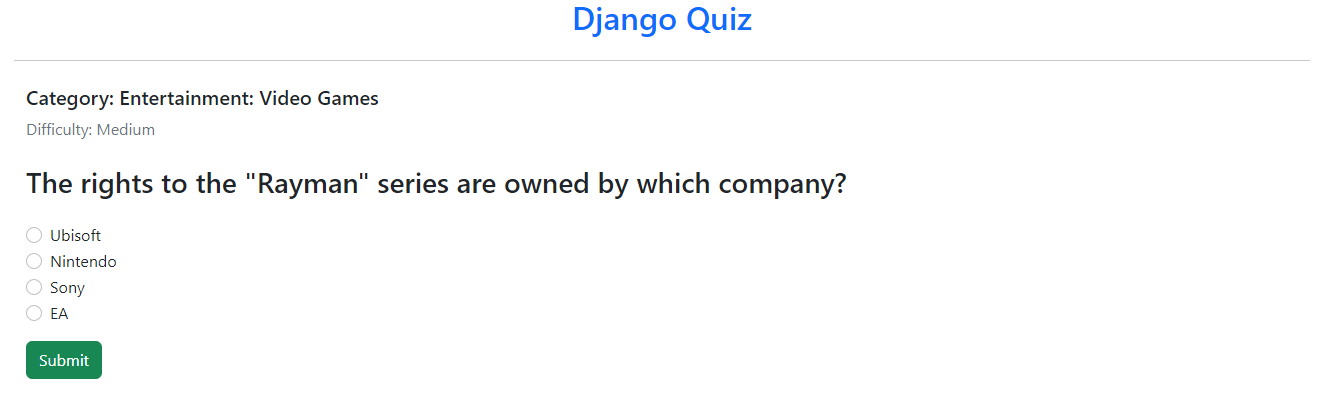 Django Quiz
Category: Entertainment: Video Games
Difficulty: Medium
The rights to the "Rayman" series are owned by which company?
Ubisoft
Nintendo
Sony
EA
Submit